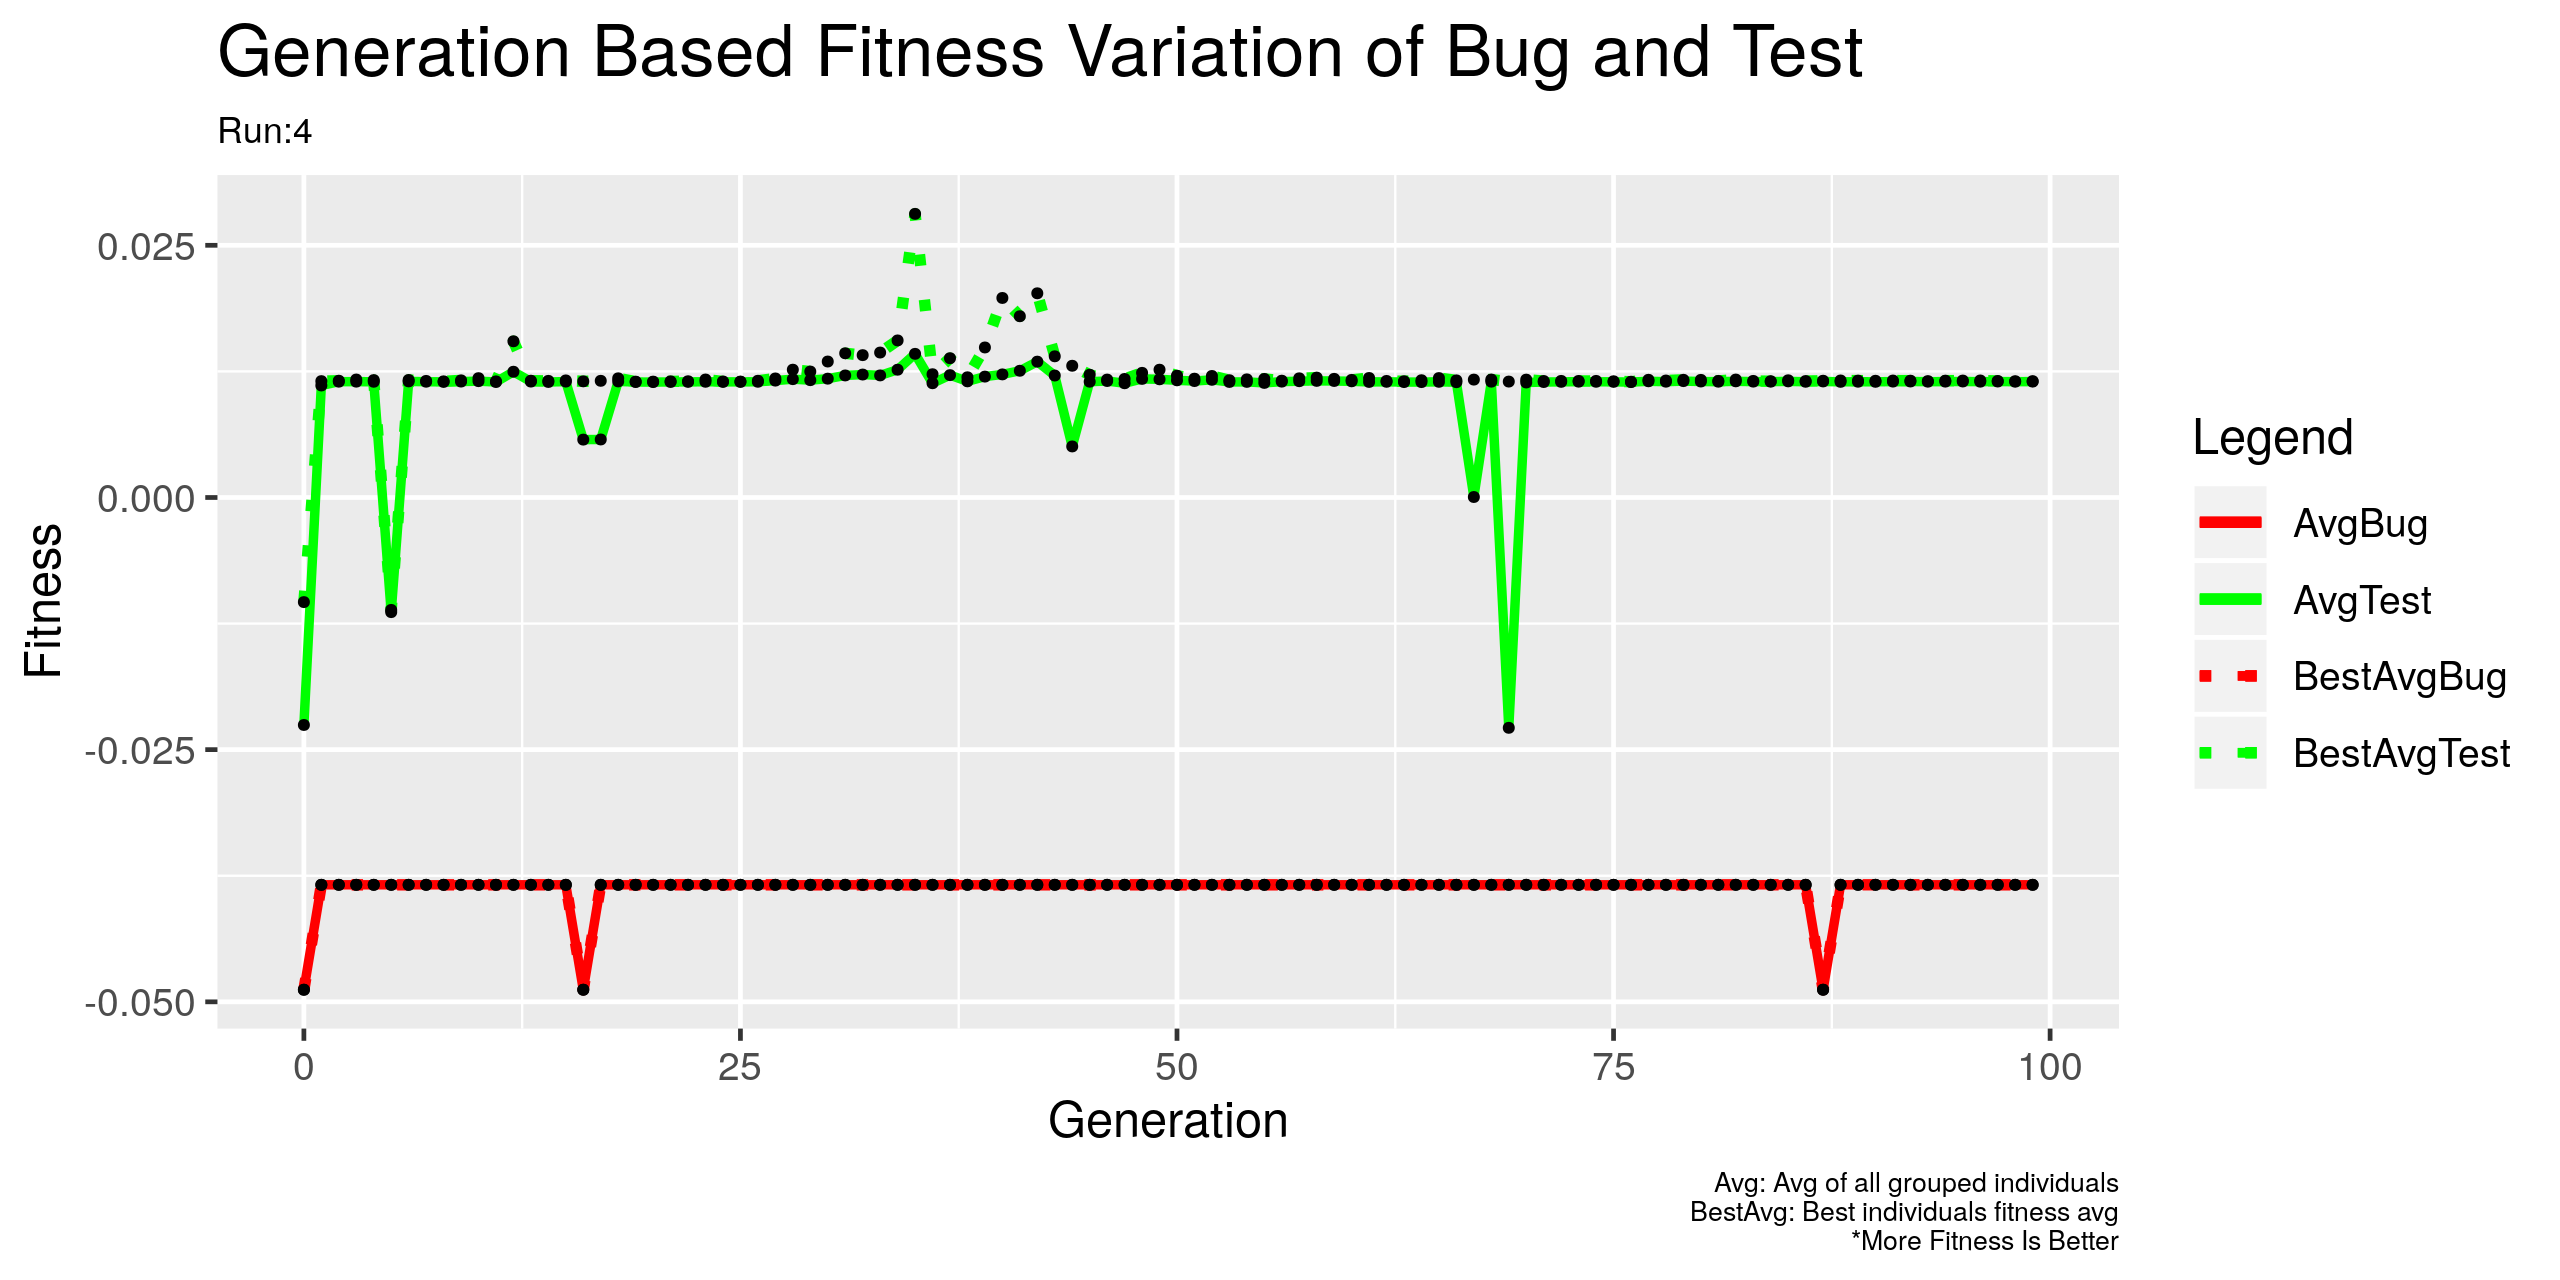 Generation Based Fitness Variation of Bug and Test
Run:4
Fitness
0.025
0.000
-0.025
-0.050
0 25 50 75 100
Generation
Legend
AvgBug
AvgTest
BestAvgBug
BestAvgTest
Avg: Avg of all grouped individuals
BestAvg: Best individuals fitness avg
*More Fitness Is Better